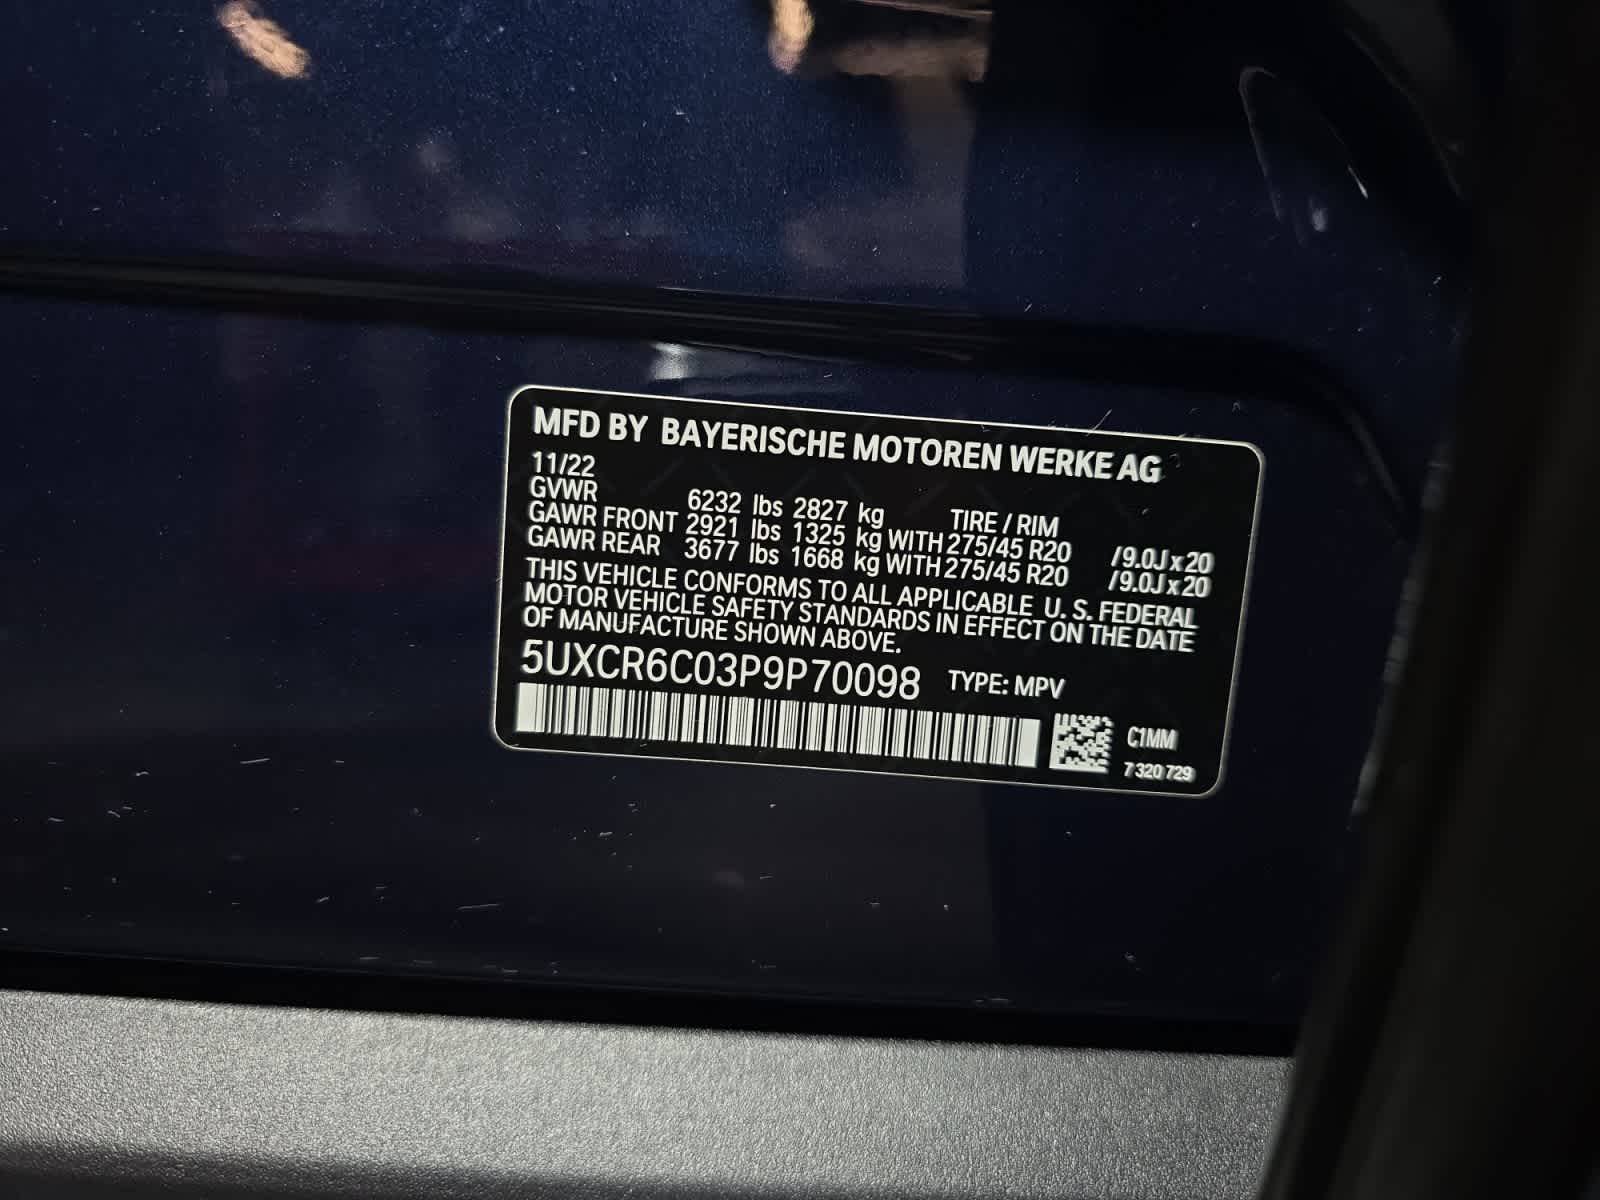 MFD BY BAYERISCHE MOTOREN WERKE AG
11/22
GVWR 6232 lbs 2827 kg TIRE / RIM
GAWR FRONT 2921 lbs 1325 kg WITH 275/45 R20 /9.0J x 20
GAWR REAR 3677 lbs 1668 kg WITH 275/45 R20 /9.0J x 20
THIS VEHICLE CONFORMS TO ALL APPLICABLE U. S. FEDERAL
MOTOR VEHICLE SAFETY STANDARDS IN EFFECT ON THE DATE
OF MANUFACTURE SHOWN ABOVE.
5UXCR6C03P9P70098 TYPE: MPV
C1MM
7 320 729